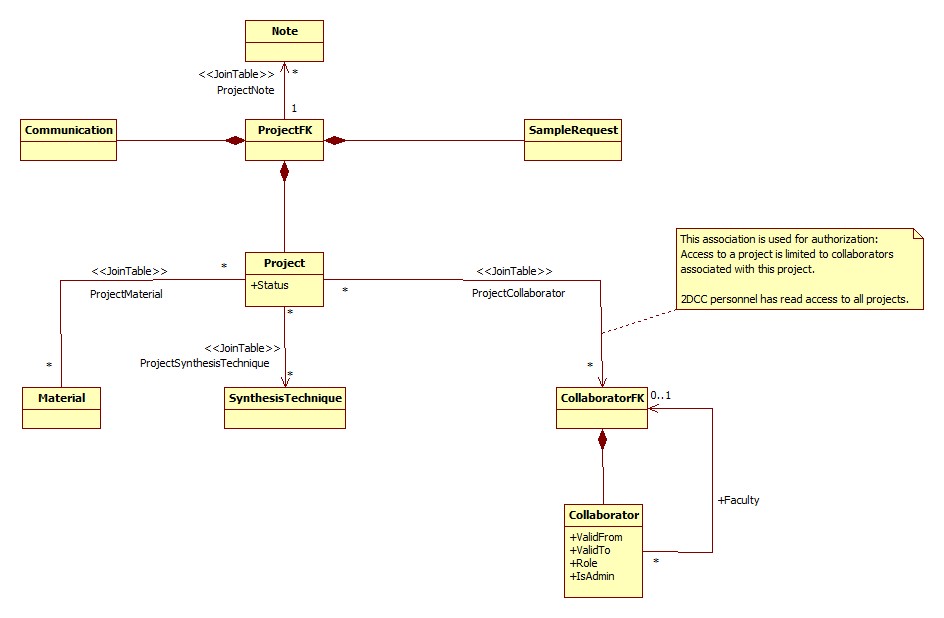 Note
<<JoinTable>>
*
ProjectNote
1
Communication
ProjectFK
SampleRequest
This association is used for authorization:
Access to a project is limited to collaborators
associated with this project.
2DCC personnel has read access to all projects.
Project
+Status
<<JoinTable>>
*
ProjectMaterial
*
<<JoinTable>>
*
ProjectCollaborator
*
*
<<JoinTable>>
ProjectSynthesisTechnique
*
Material
SynthesisTechnique
CollaboratorFK
0..1
+Faculty
Collaborator
+ValidFrom
+ValidTo
+Role
+IsAdmin
*